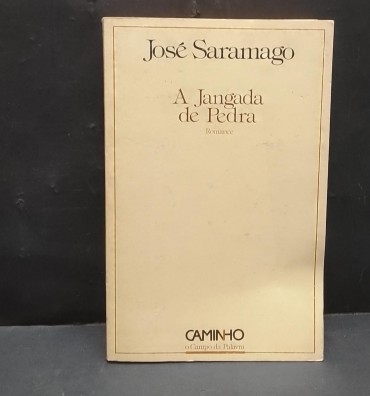 José Saramago
A Jangada
de Pedra
Romance
CAMINHO
o Campo da Palavra